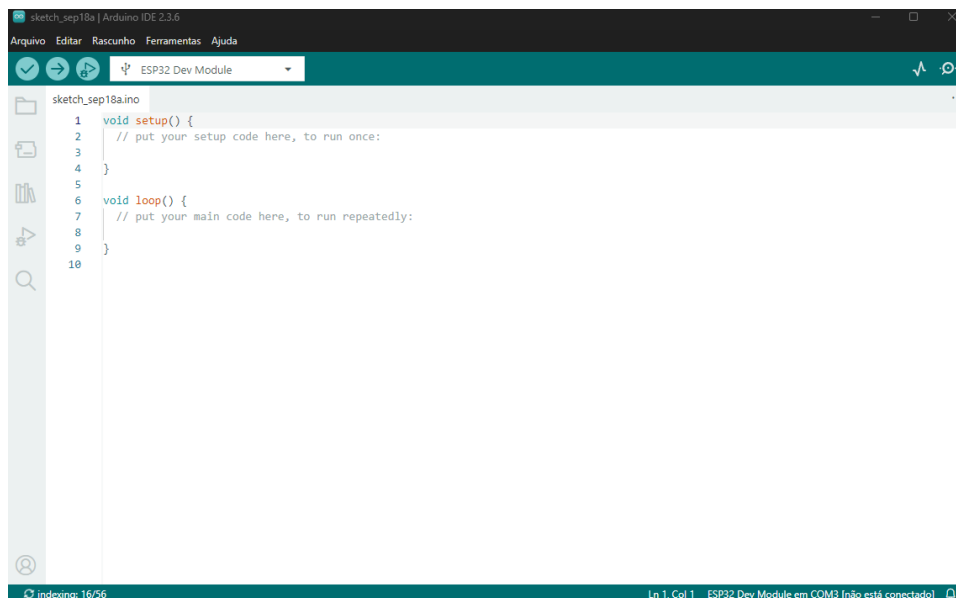 sketch_sep18a | Arduino IDE 2.3.6
Arquivo Editar Rascunho Ferramentas Ajuda
ESP32 Dev Module
sketch_sep18a.ino
1 void setup() {
2 // put your setup code here, to run once:
3
4 }
5
6 void loop() {
7 // put your main code here, to run repeatedly:
8
9 }
10
indexing: 16/56 Ln 1, Col 1 ESP32 Dev Module em COM3 [não está conectado]